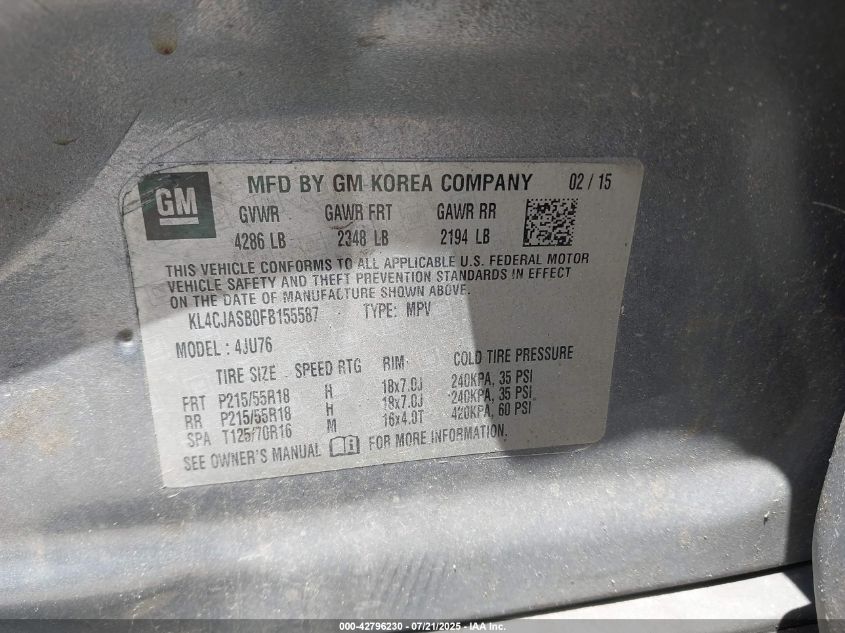 GM
MFD BY GM KOREA COMPANY 02 / 15
GVWR GAWR FRT GAWR RR
4286 LB 2348 LB 2194 LB
THIS VEHICLE CONFORMS TO ALL APPLICABLE U.S. FEDERAL MOTOR
VEHICLE SAFETY AND THEFT PREVENTION STANDARDS IN EFFECT
ON THE DATE OF MANUFACTURE SHOWN ABOVE.
KL4CJASB0FB155587 TYPE: MPV
MODEL : 4JU76
TIRE SIZE SPEED RTG RIM COLD TIRE PRESSURE
FRT P215/55R18 H 18x7.0J 240KPA, 35 PSI
RR P215/55R18 H 18x7.0J 240KPA, 35 PSI
SPA T125/70R16 M 16x4.0T 420KPA, 60 PSI
SEE OWNER'S MANUAL FOR MORE INFORMATION.
000-42796230 - 07/21/2025 - IAA Inc.